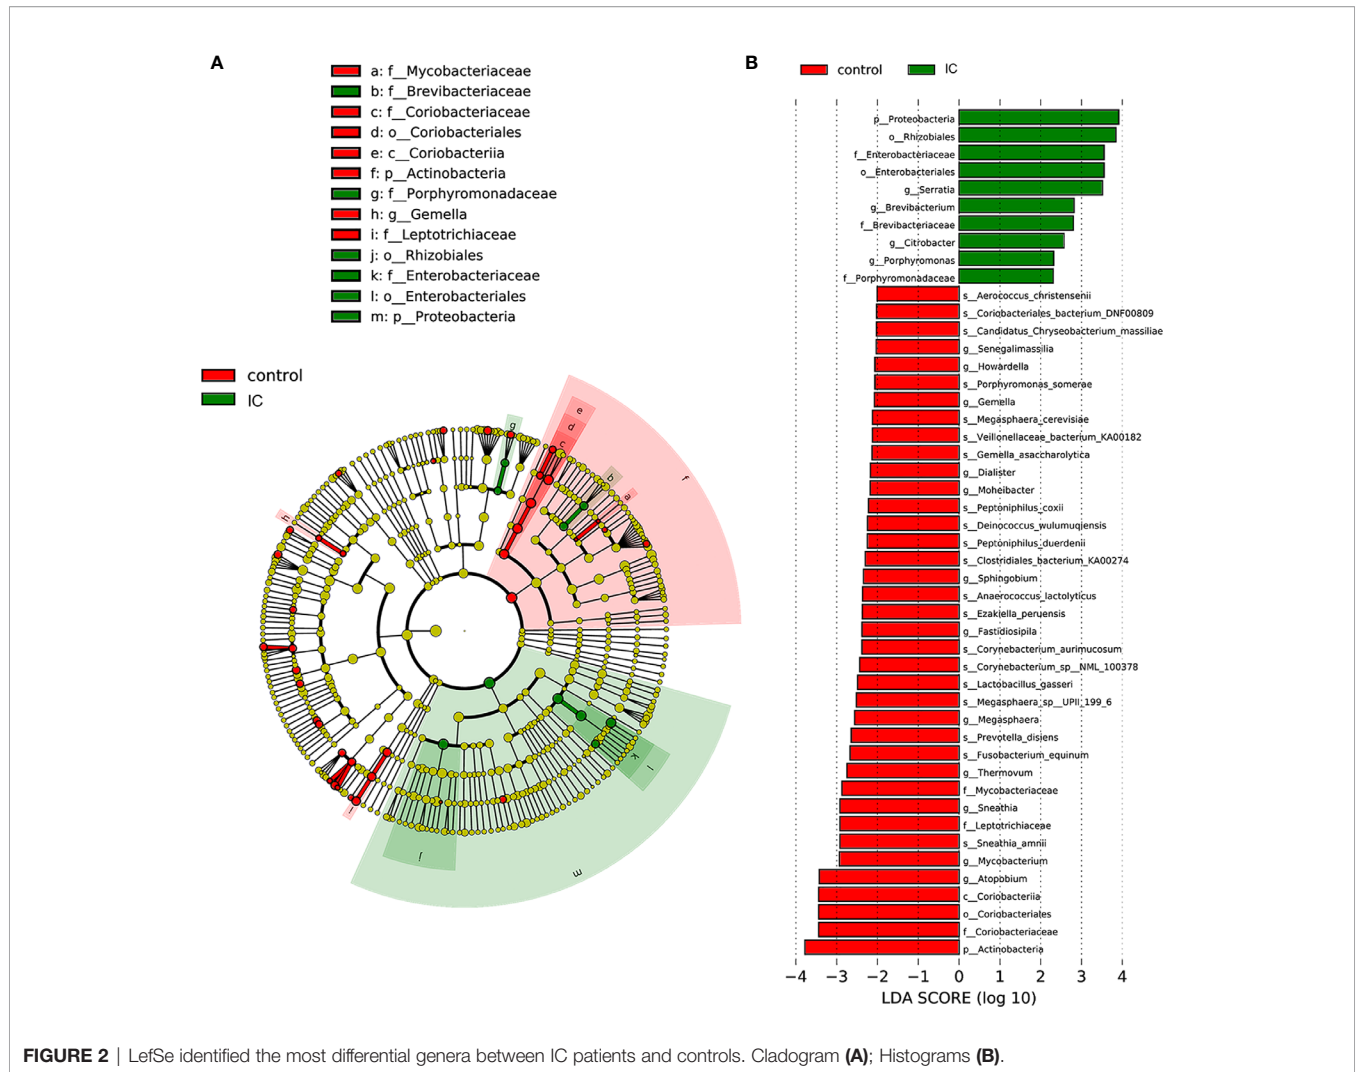 A
a: f__Mycobacteriaceae
b: f__Brevibacteriaceae
c: f__Coriobacteriaceae
d: o__Coriobacteriales
e: c__Coriobacteriia
f: p__Actinobacteria
g: f__Porphyromonadaceae
h: g__Gemella
i: f__Leptotrichiaceae
j: o__Rhizobiales
k: f__Enterobacteriaceae
l: o__Enterobacteriales
m: p__Proteobacteria
control
IC
e
d
c
g
f
b
a
h
k
l
i
j
m
B
control
IC
p__Proteobacteria
o__Rhizobiales
f__Enterobacteriaceae
o__Enterobacteriales
g__Serratia
g__Brevibacterium
f__Brevibacteriaceae
g__Citrobacter
g__Porphyromonas
f__Porphyromonadaceae
s__Aerococcus_christensenii
s__Coriobacteriales_bacterium_DNF00809
s__Candidatus_Chryseobacterium_massiliae
g__Senegalimassilia
g__Howardella
s__Porphyromonas_somerae
g__Gemella
s__Megasphaera_cerevisiae
s__Veillonellaceae_bacterium_KA00182
s__Gemella_asaccharolytica
g__Dialister
g__Moheibacter
s__Peptoniphilus_coxii
s__Deinococcus_wulumuqiensis
s__Peptoniphilus_duerdenii
s__Clostridiales_bacterium_KA00274
g__Sphingobium
s__Anaerococcus_lactolyticus
s__Ezakiella_peruensis
g__Fastidiosipila
s__Corynebacterium_aurimucosum
s__Corynebacterium_sp__NML_100378
s__Lactobacillus_gasseri
s__Megasphaera_sp__UPII_199_6
g__Megasphaera
s__Prevotella_disiens
s__Fusobacterium_equinum
g__Thermovum
f__Mycobacteriaceae
g__Sneathia
f__Leptotrichiaceae
s__Sneathia_amnii
g__Mycobacterium
g__Atopobium
c__Coriobacteriia
o__Coriobacteriales
f__Coriobacteriaceae
p__Actinobacteria
−4 −3 −2 −1 0 1 2 3 4
LDA SCORE (log 10)
FIGURE 2 | LefSe identified the most differential genera between IC patients and controls. Cladogram (A); Histograms (B).